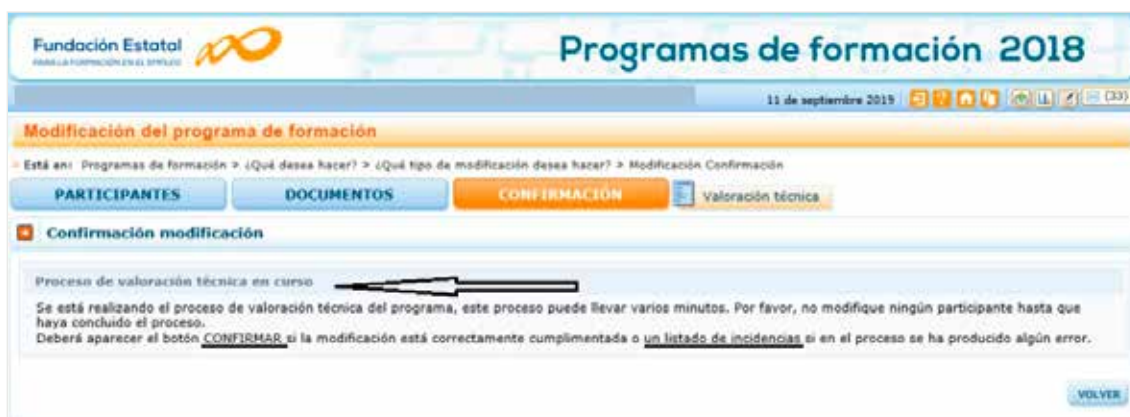 Fundación Estatal
PARA LA FORMACIÓN EN EL EMPLEO
Programas de formación 2018
11 de septiembre 2019
(33)
Modificación del programa de formación
Está en: Programas de formación > ¿Qué desea hacer? > ¿Qué tipo de modificación desea hacer? > Modificación Confirmación
PARTICIPANTES
DOCUMENTOS
CONFIRMACIÓN
Valoración técnica
Confirmación modificación
Proceso de valoración técnica en curso
Se está realizando el proceso de valoración técnica del programa, este proceso puede llevar varios minutos. Por favor, no modifique ningún participante hasta que
haya concluido el proceso.
Deberá aparecer el botón CONFIRMAR si la modificación está correctamente cumplimentada o un listado de incidencias si en el proceso se ha producido algún error.
VOLVER